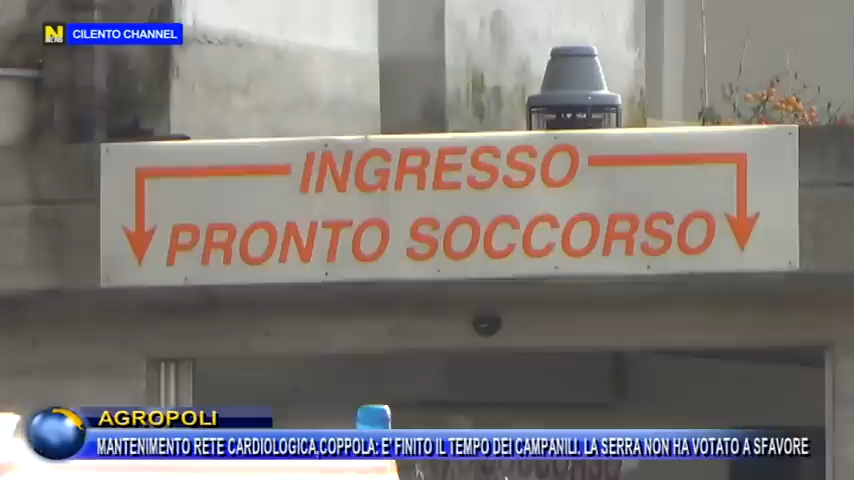 CILENTO CHANNEL
INGRESSO
PRONTO SOCCORSO
AGROPOLI
MANTENIMENTO RETE CARDIOLOGICA,COPPOLA: E' FINITO IL TEMPO DEI CAMPANILI. LA SERRA NON HA VOTATO A SFAVORE